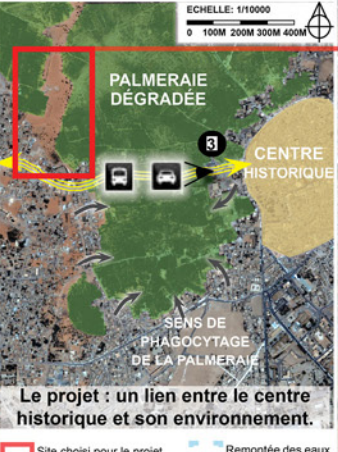 ECHELLE: 1/10000
0 100M 200M 300M 400M
PALMERAIE
DÉGRADÉE
3
CENTRE
HISTORIQUE
SENS DE
PHAGOCYTAGE
DE LA PALMERAIE
Le projet : un lien entre le centre
historique et son environnement.
Site choisi pour le projet
Remontée des eaux